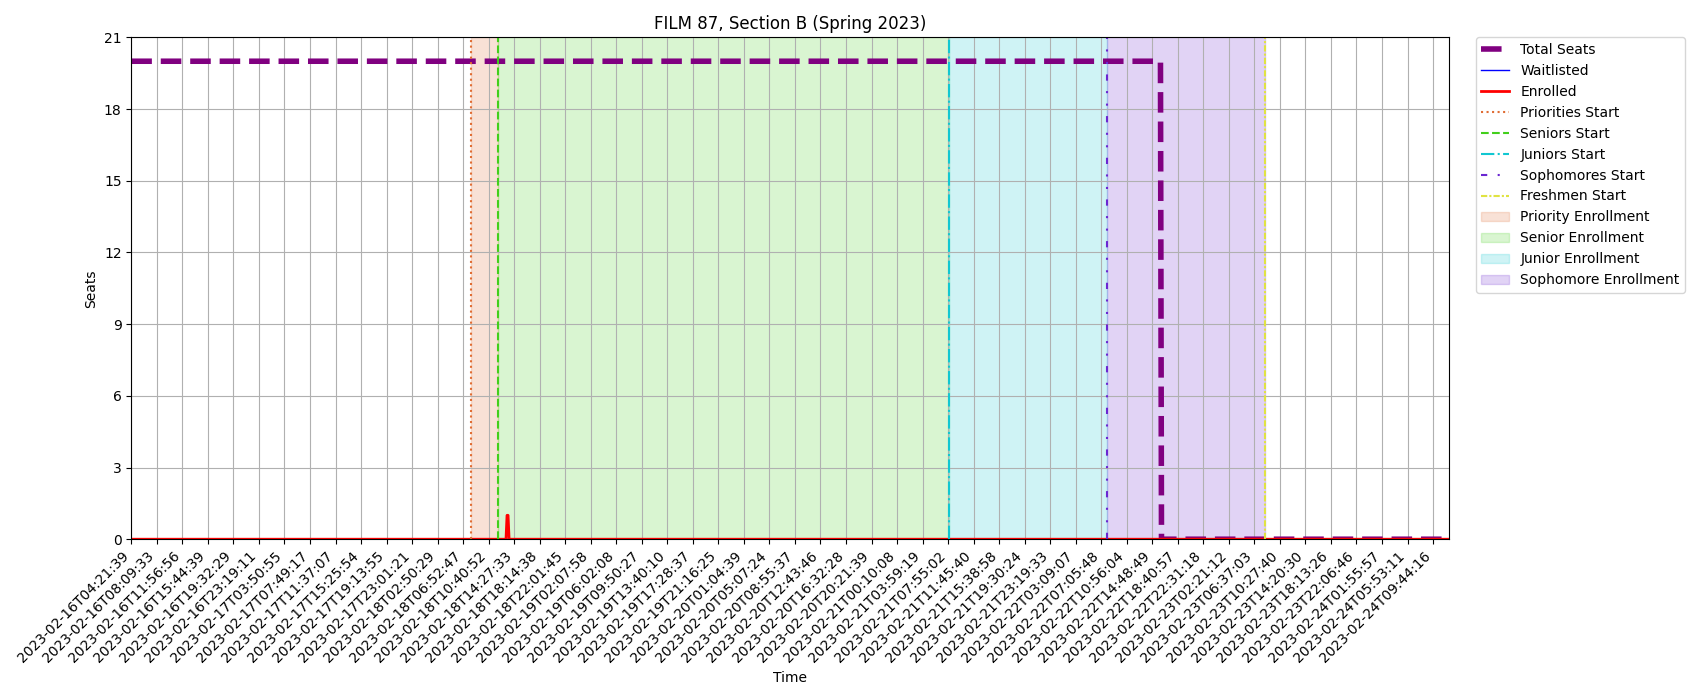 FILM 87, Section B (Spring 2023)
21
18
15
12
9
6
3
0
Seats
2023-02-16T04:21:39
2023-02-16T08:09:33
2023-02-16T11:56:56
2023-02-16T15:44:39
2023-02-16T19:32:29
2023-02-16T23:19:11
2023-02-17T03:50:55
2023-02-17T07:49:17
2023-02-17T11:37:07
2023-02-17T15:25:54
2023-02-17T19:13:55
2023-02-17T23:01:21
2023-02-18T02:50:29
2023-02-18T06:52:47
2023-02-18T10:40:52
2023-02-18T14:27:33
2023-02-18T18:14:38
2023-02-18T22:01:45
2023-02-19T02:07:58
2023-02-19T06:02:08
2023-02-19T09:50:27
2023-02-19T13:40:10
2023-02-19T17:28:37
2023-02-19T21:16:25
2023-02-20T01:04:39
2023-02-20T05:07:24
2023-02-20T08:55:37
2023-02-20T12:43:46
2023-02-20T16:32:28
2023-02-20T20:21:39
2023-02-21T00:10:08
2023-02-21T03:59:19
2023-02-21T07:55:02
2023-02-21T11:45:40
2023-02-21T15:38:58
2023-02-21T19:30:24
2023-02-21T23:19:33
2023-02-22T03:09:07
2023-02-22T07:05:48
2023-02-22T10:56:04
2023-02-22T14:48:49
2023-02-22T18:40:57
2023-02-22T22:31:18
2023-02-23T02:21:12
2023-02-23T06:37:03
2023-02-23T10:27:40
2023-02-23T14:20:30
2023-02-23T18:13:26
2023-02-23T22:06:46
2023-02-24T01:55:57
2023-02-24T05:53:11
2023-02-24T09:44:16
Time
Total Seats
Waitlisted
Enrolled
Priorities Start
Seniors Start
Juniors Start
Sophomores Start
Freshmen Start
Priority Enrollment
Senior Enrollment
Junior Enrollment
Sophomore Enrollment